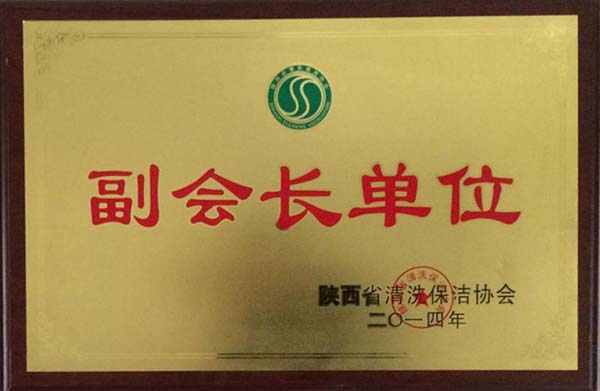 副会长单位
陕西省清洗保洁协会
二〇一四年